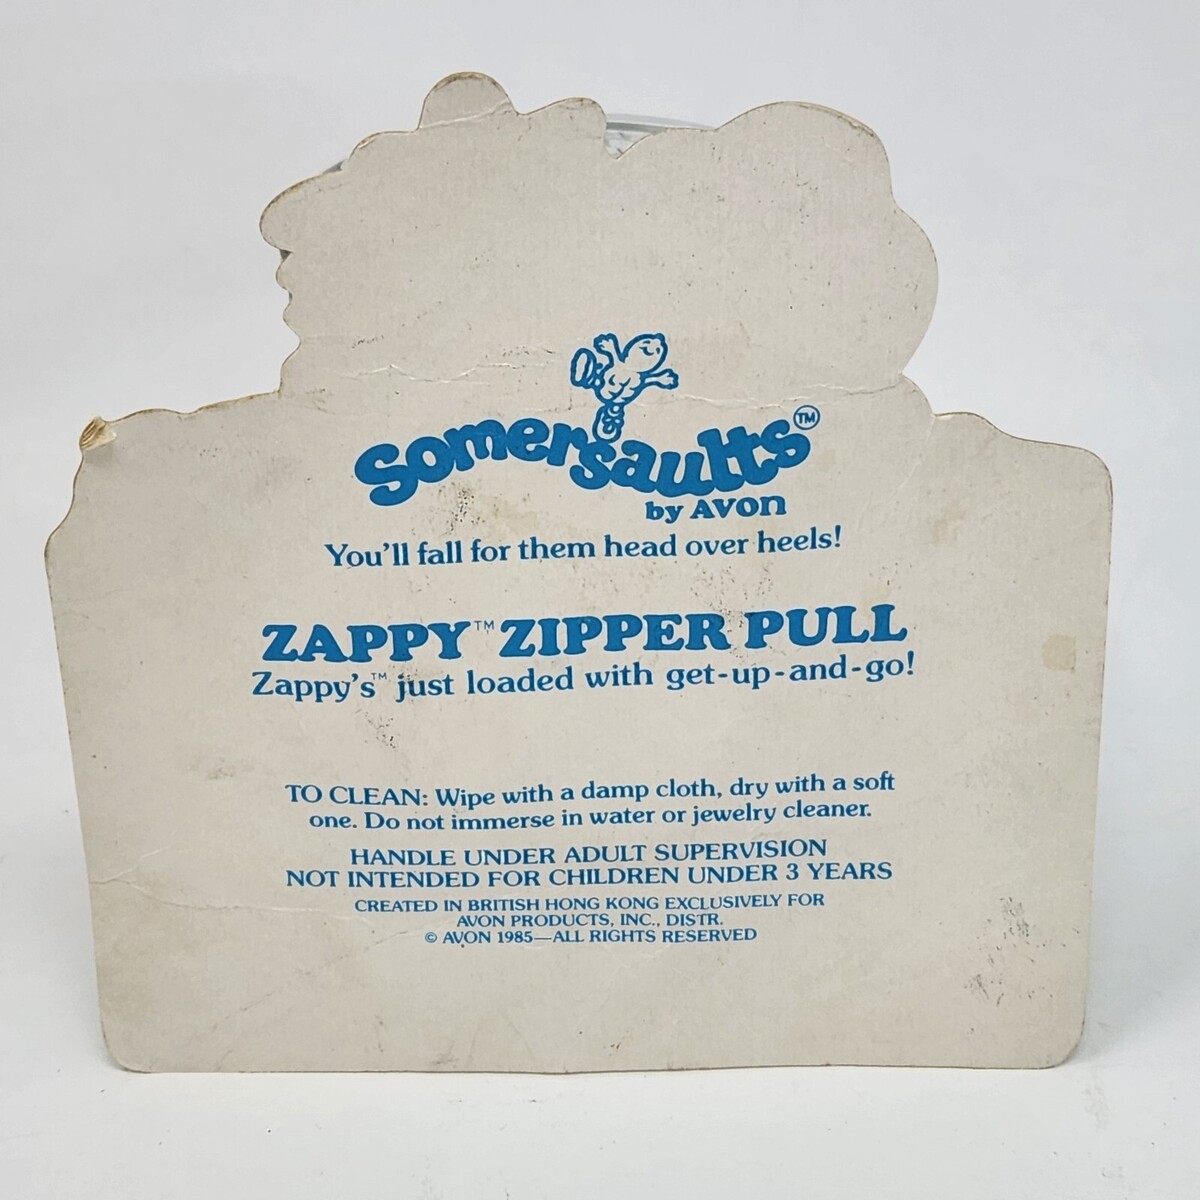 Somersaults™
by Avon
You'll fall for them head over heels!
ZAPPY™ ZIPPER PULL
Zappy's™ just loaded with get-up-and-go!
TO CLEAN: Wipe with a damp cloth, dry with a soft
one. Do not immerse in water or jewelry cleaner.
HANDLE UNDER ADULT SUPERVISION
NOT INTENDED FOR CHILDREN UNDER 3 YEARS
CREATED IN BRITISH HONG KONG EXCLUSIVELY FOR
AVON PRODUCTS, INC., DISTR.
© AVON 1985—ALL RIGHTS RESERVED